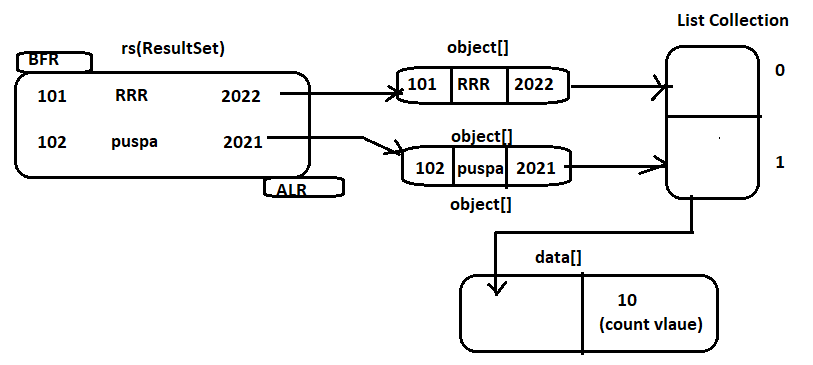 List Collection
rs(ResultSet)
object[]
BFR
0
101 RRR 2022
101 RRR 2022
object[]
102 puspa 2021
102 puspa 2021
1
ALR
object[]
data[]
10
(count vlaue)